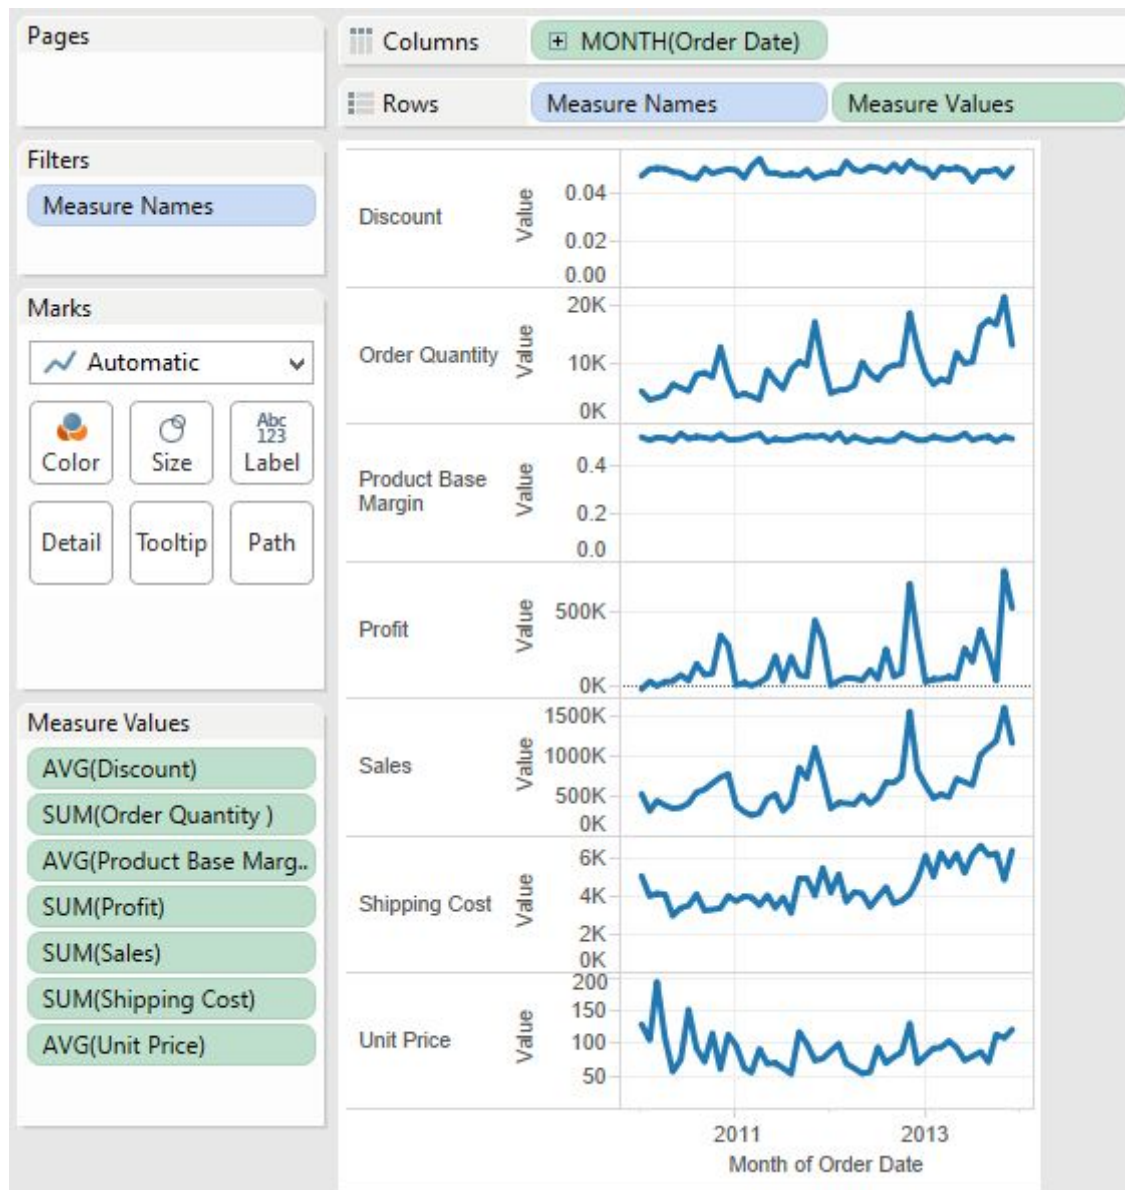 Pages
Columns
MONTH(Order Date)
Rows
Measure Names
Measure Values
Filters
Measure Names
Marks
Automatic
Color
Size
Abc
123
Label
Detail
Tooltip
Path
Measure Values
AVG(Discount)
SUM(Order Quantity )
AVG(Product Base Marg..
SUM(Profit)
SUM(Sales)
SUM(Shipping Cost)
AVG(Unit Price)
Discount
Value
0.04
0.02
0.00
Order Quantity
Value
20K
10K
0K
Product Base
Margin
Value
0.4
0.2
0.0
Profit
Value
500K
0K
Sales
Value
1500K
1000K
500K
0K
Shipping Cost
Value
6K
4K
2K
0K
Unit Price
Value
200
150
100
50
2011
2013
Month of Order Date